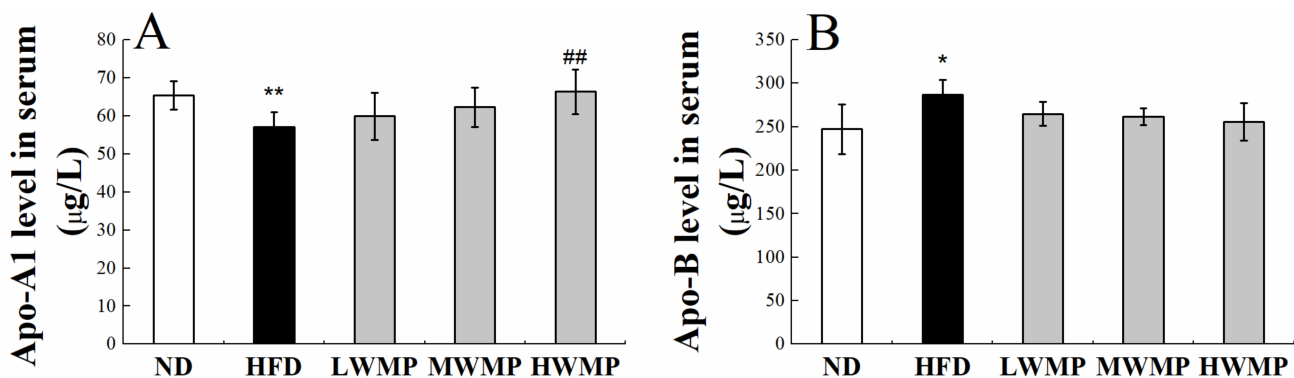 A
Apo-A1 level in serum
(μg/L)
80
70
60
50
40
30
20
10
0
**
##
ND HFD LWMP MWMP HWMP
B
Apo-B level in serum
(μg/L)
350
300
250
200
150
100
50
0
*
ND HFD LWMP MWMP HWMP